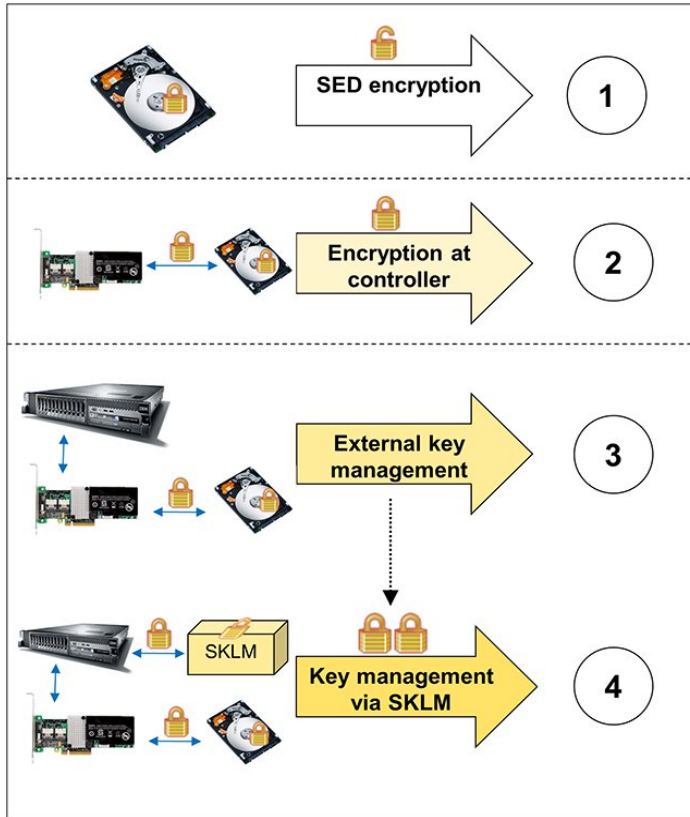 SED encryption
1
Encryption at
controller
2
External key
management
3
SKLM
Key management
via SKLM
4